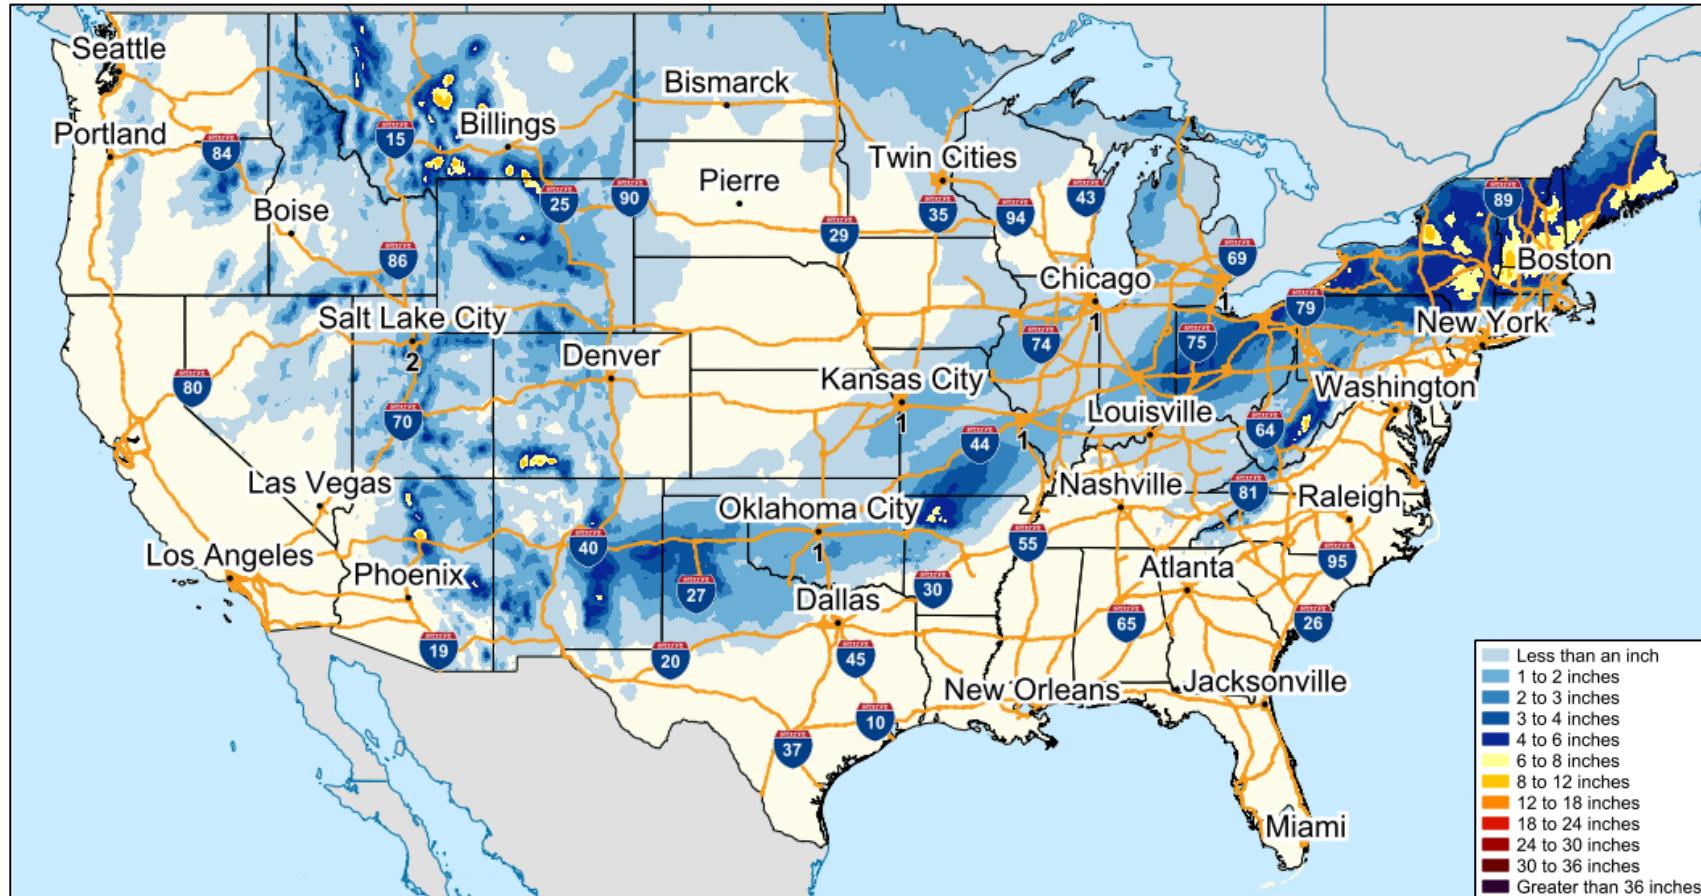 Seattle
Bismarck
Portland
84
15
Billings
Twin Cities
Pierre
43
89
25
90
35
94
Boise
29
86
69
Boston
Chicago
1
Salt Lake City
79
New York
1
74
75
2
Denver
80
Kansas City
Washington
1
70
Louisville
64
44
1
Las Vegas
Nashville
81
Raleigh
Oklahoma City
40
1
55
Los Angeles
Phoenix
95
Atlanta
27
30
Dallas
65
26
19
20
45
New Orleans
Jacksonville
10
37
Miami
Less than an inch
1 to 2 inches
2 to 3 inches
3 to 4 inches
4 to 6 inches
6 to 8 inches
8 to 12 inches
12 to 18 inches
18 to 24 inches
24 to 30 inches
30 to 36 inches
Greater than 36 inches